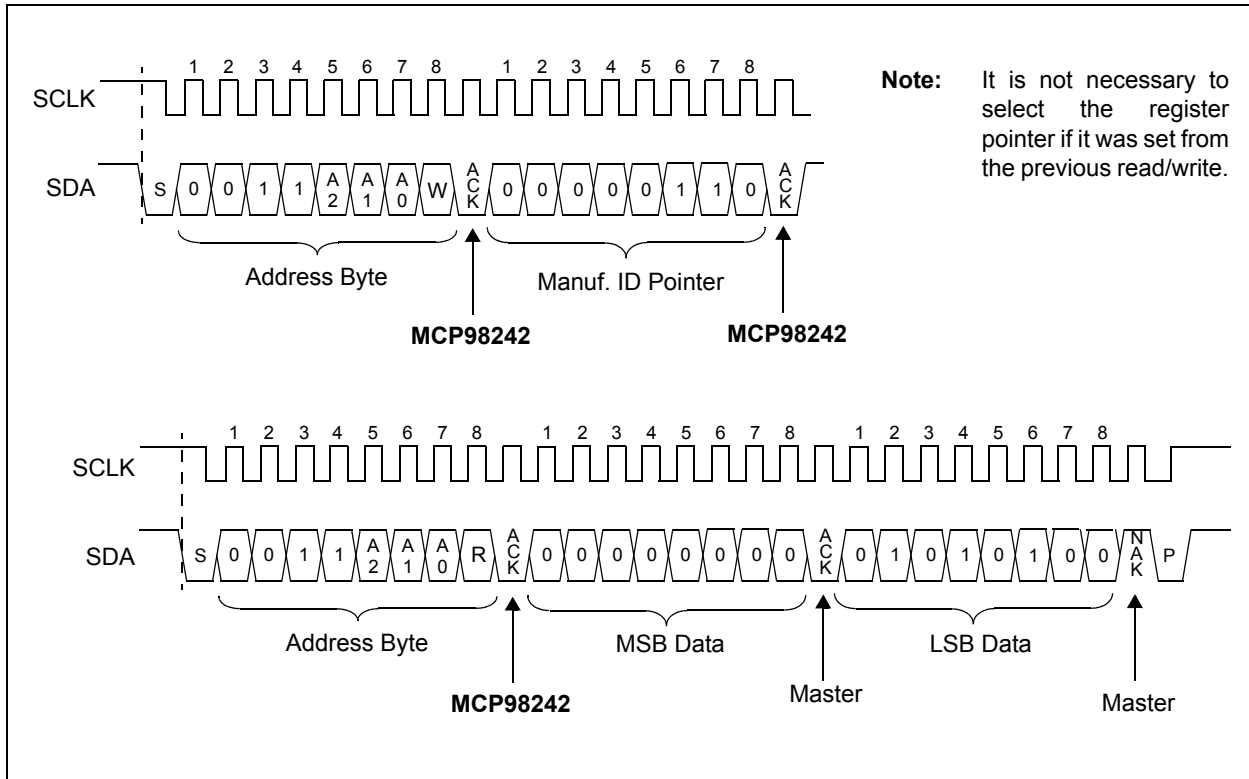 1 2 3 4 5 6 7 8 1 2 3 4 5 6 7 8
SCLK
SDA
S 0 0 1 1 A2 A1 A0 W ACK 0 0 0 0 0 1 1 0 ACK
Address Byte
Manuf. ID Pointer
MCP98242
MCP98242
Note: It is not necessary to
select the register
pointer if it was set from
the previous read/write.
1 2 3 4 5 6 7 8 1 2 3 4 5 6 7 8 1 2 3 4 5 6 7 8
SCLK
SDA
S 0 0 1 1 A2 A1 A0 R ACK 0 0 0 0 0 0 0 0 ACK 0 1 0 1 0 1 0 0 NAK P
Address Byte
MSB Data
LSB Data
MCP98242
Master
Master